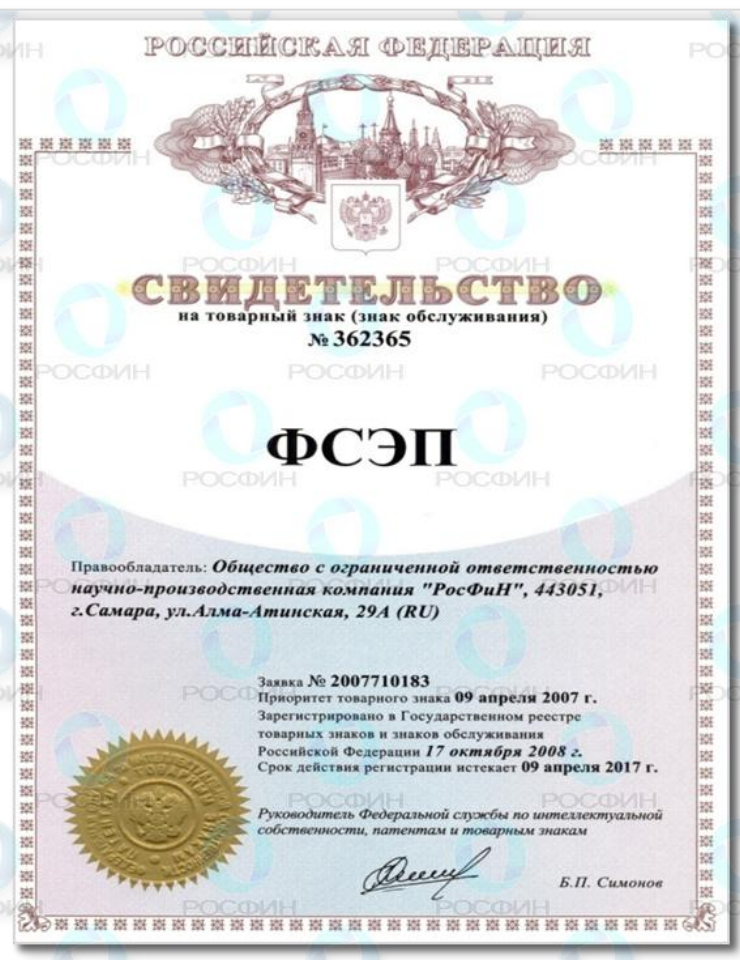 РОССИЙСКАЯ ФЕДЕРАЦИЯ
СВИДЕТЕЛЬСТВО
на товарный знак (знак обслуживания)
№ 362365
ФСЭП
Правообладатель: Общество с ограниченной ответственностью
научно-производственная компания "РосФиН", 443051,
г.Самара, ул.Алма-Атинская, 29А (RU)
Заявка № 2007710183
Приоритет товарного знака 09 апреля 2007 г.
Зарегистрировано в Государственном реестре
товарных знаков и знаков обслуживания
Российской Федерации 17 октября 2008 г.
Срок действия регистрации истекает 09 апреля 2017 г.
Руководитель Федеральной службы по интеллектуальной
собственности, патентам и товарным знакам
Б.П. Симонов
РОСФИН